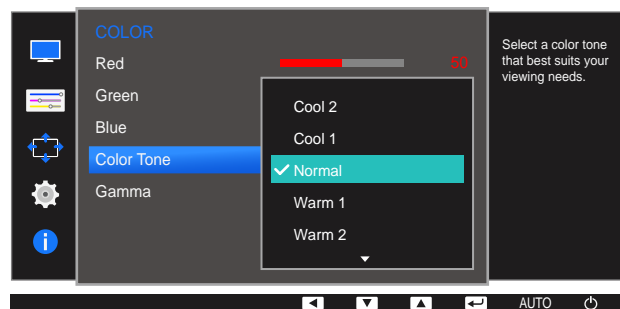 COLOR
Red
50
Green
Blue
Color Tone
Gamma
Cool 2
Cool 1
Normal
Warm 1
Warm 2
Select a color tone
that best suits your
viewing needs.
AUTO